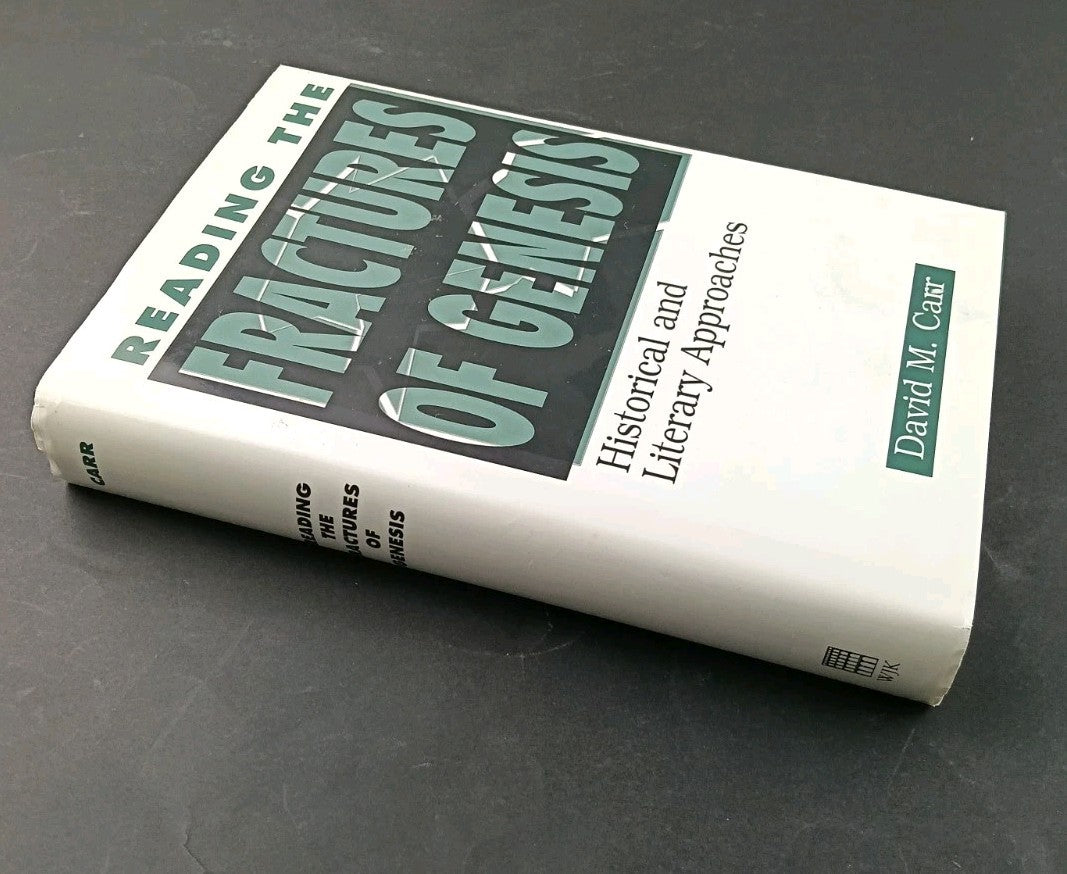 READING THE
FRACTURES
OF GENESIS
Historical and
Literary Approaches
David M. Carr
CARR
READING
THE
FRACTURES
OF
GENESIS
WJK